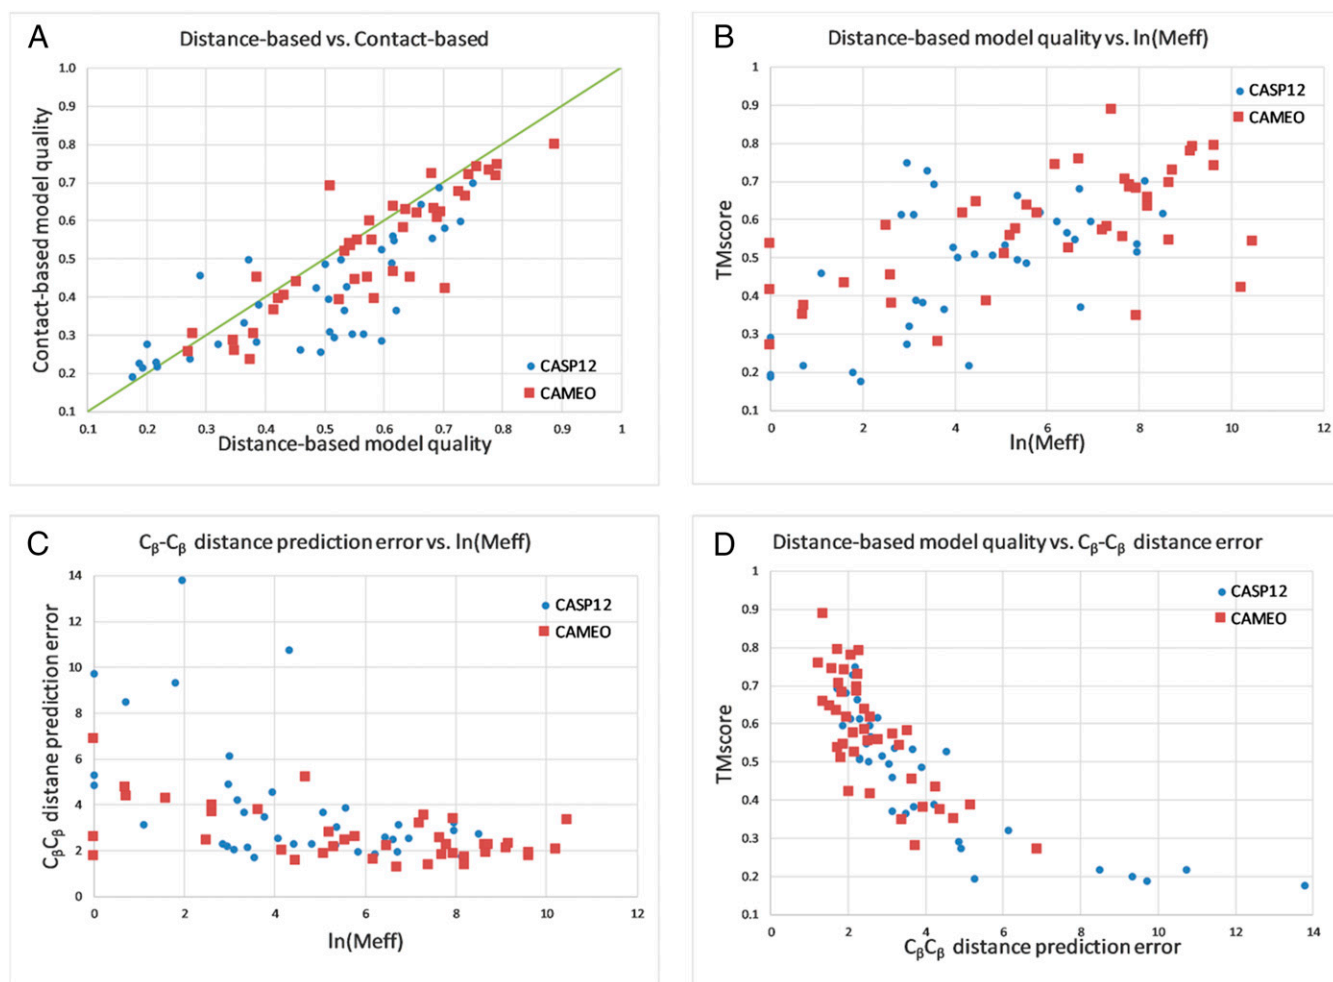 A
Distance-based vs. Contact-based
Contact-based model quality
1.0
0.9
0.8
0.7
0.6
0.5
0.4
0.3
0.2
0.1
CASP12
CAMEO
0.1 0.2 0.3 0.4 0.5 0.6 0.7 0.8 0.9 1
Distance-based model quality
B
Distance-based model quality vs. ln(Meff)
TMscore
1
0.9
0.8
0.7
0.6
0.5
0.4
0.3
0.2
0.1
CASP12
CAMEO
0 2 4 6 8 10 12
ln(Meff)
C
Cβ-Cβ distance prediction error vs. ln(Meff)
CβCβ distane prediction error
14
12
10
8
6
4
2
0
CASP12
CAMEO
0 2 4 6 8 10 12
ln(Meff)
D
Distance-based model quality vs. Cβ-Cβ distance error
TMscore
1
0.9
0.8
0.7
0.6
0.5
0.4
0.3
0.2
0.1
CASP12
CAMEO
0 2 4 6 8 10 12 14
CβCβ distance prediction error